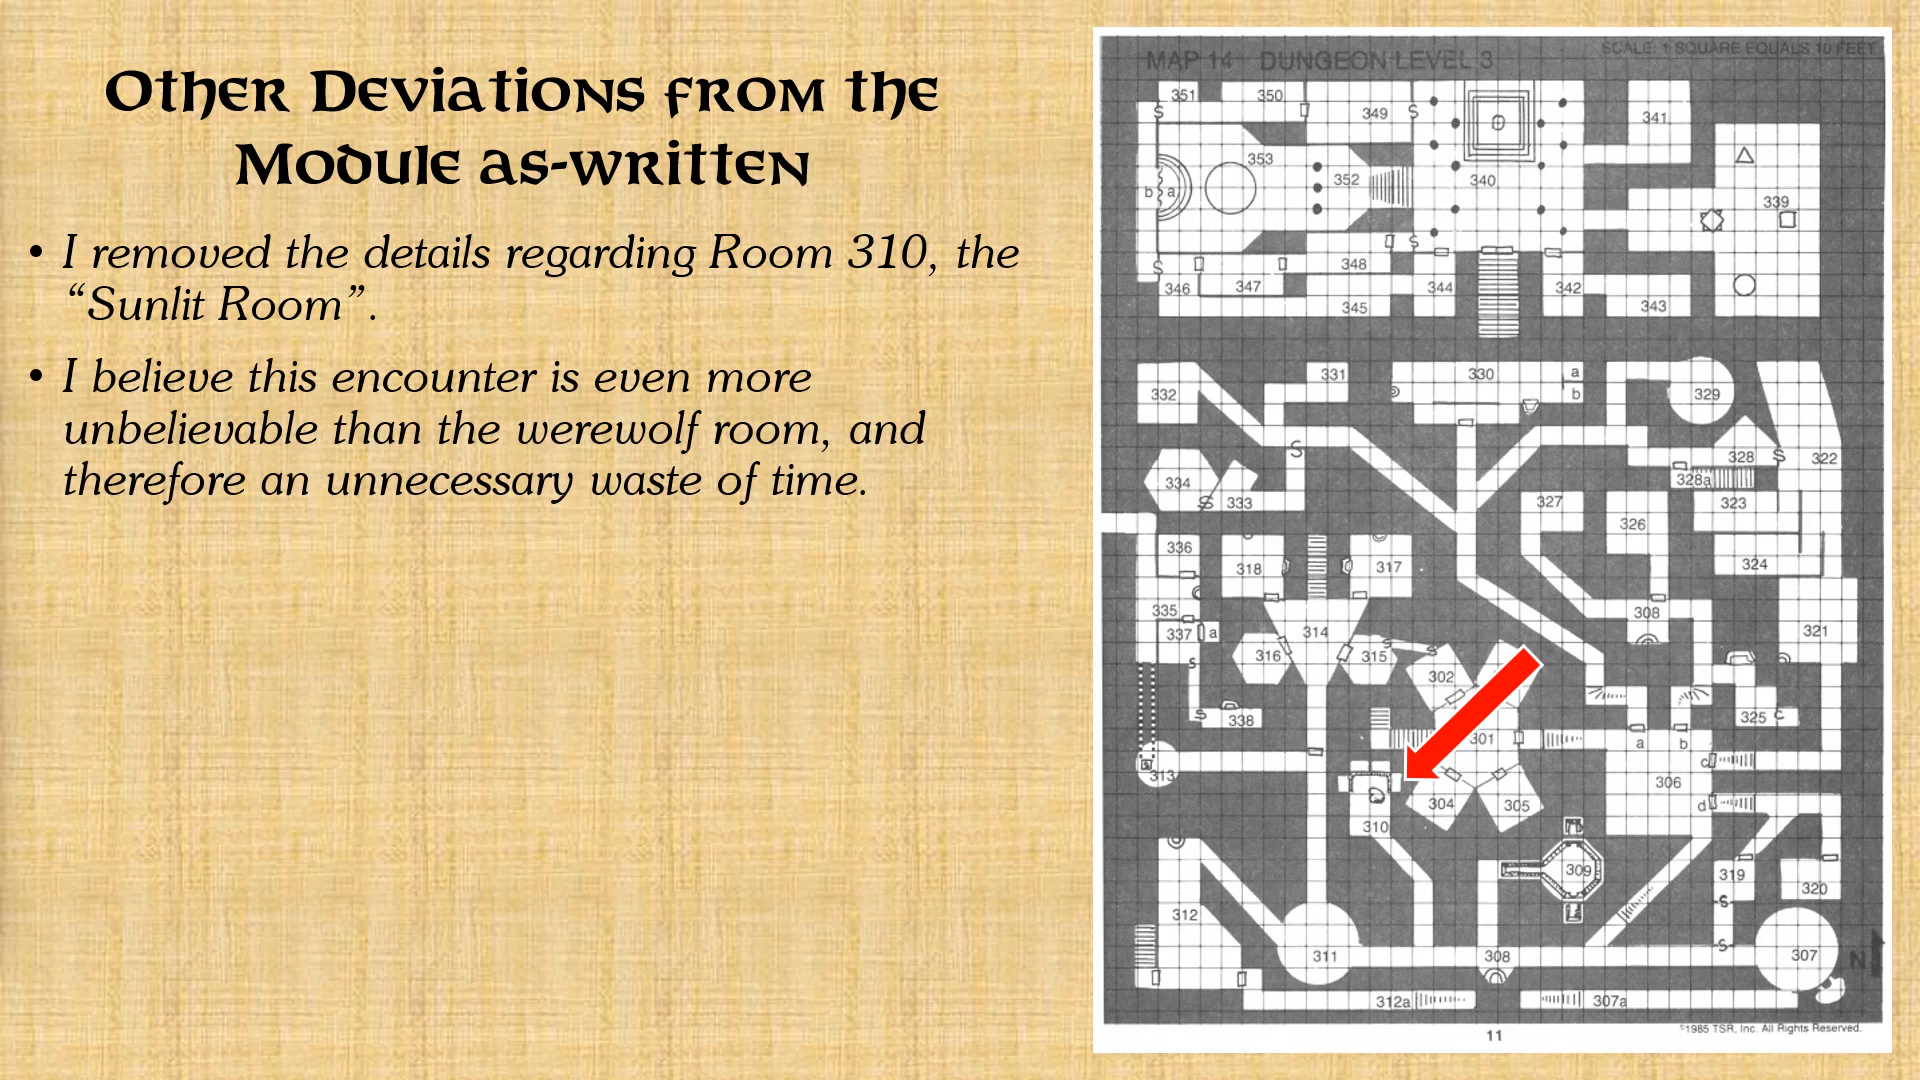 Other Deviations from the
Module as-written
• I removed the details regarding Room 310, the
“Sunlit Room”.
• I believe this encounter is even more
unbelievable than the werewolf room, and
therefore an unnecessary waste of time.
MAP 14 DUNGEON LEVEL 3
SCALE: 1 SQUARE EQUALS 10 FEET
351 350 349 341
S S
353 352 340 339
b a
S
S 348
346 347 345 344 342 343
332 331 330 a b 329
S 328 S 322
334 S 333 328a 323
327 326
336 318 317 324
335 308
337 a 314 321
316 315 S S
S 302
S 338 325 C
301 a b
313 c
306
304 305 d
310
309 319 320
312 S
S
311 308 307 N
312a 307a
©1985 TSR, Inc. All Rights Reserved.
11